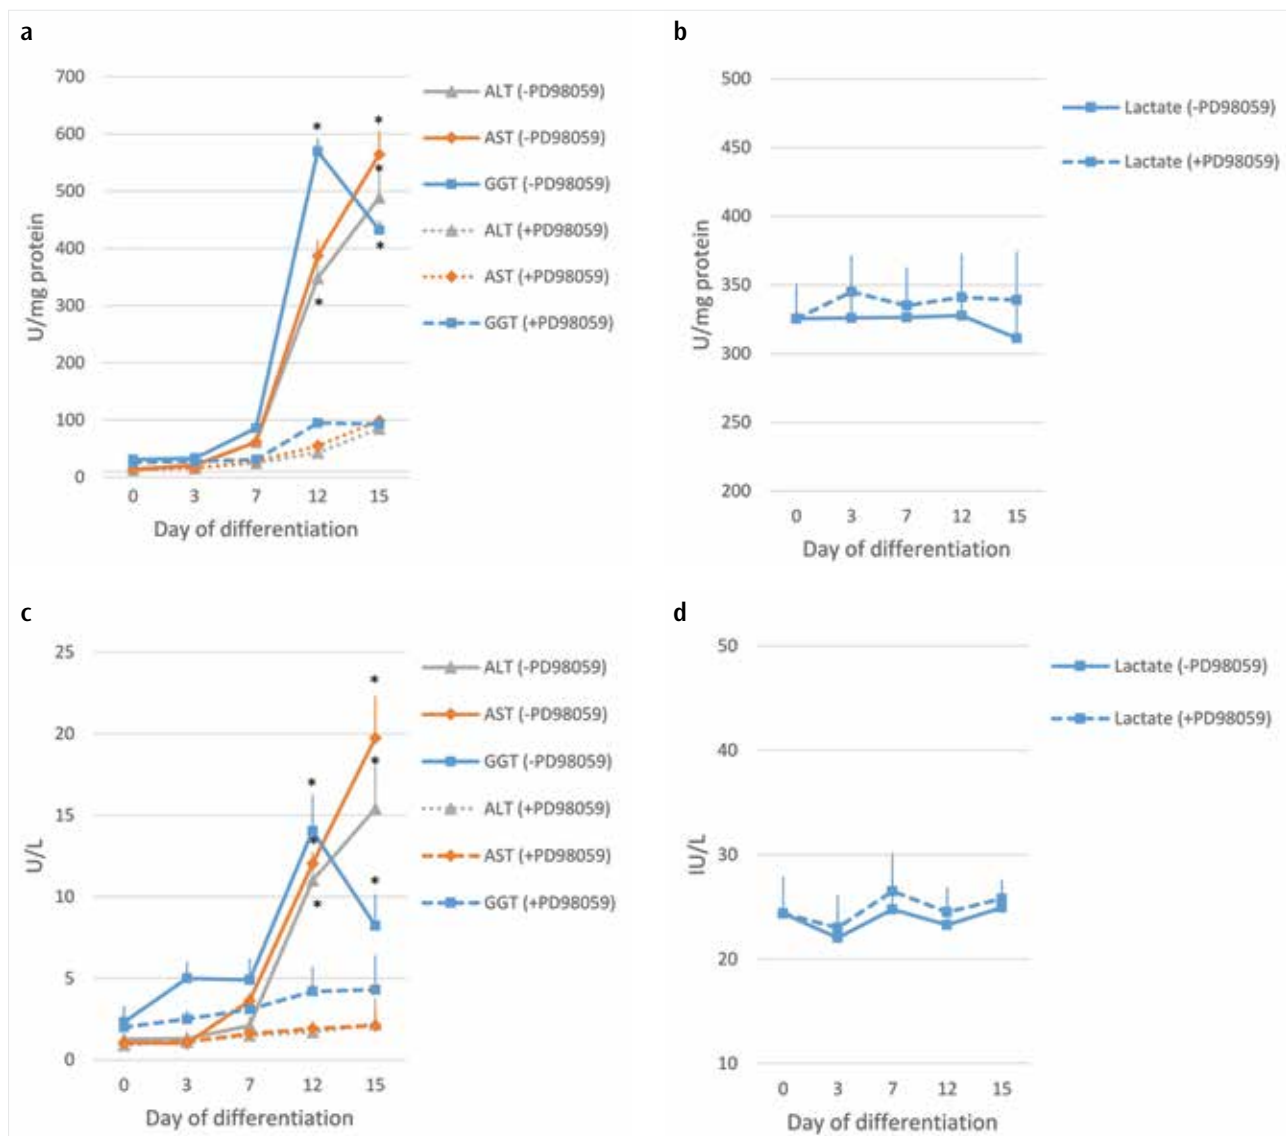 a
700
600
500
400
300
200
100
0
U/mg protein
0 3 7 12 15
Day of differentiation
ALT (-PD98059)
AST (-PD98059)
GGT (-PD98059)
ALT (+PD98059)
AST (+PD98059)
GGT (+PD98059)
* *
*
*
*
b
500
450
400
350
300
250
200
U/mg protein
0 3 7 12 15
Day of differentiation
Lactate (-PD98059)
Lactate (+PD98059)
c
25
20
15
10
5
0
U/L
0 3 7 12 15
Day of differentiation
ALT (-PD98059)
AST (-PD98059)
GGT (-PD98059)
ALT (+PD98059)
AST (+PD98059)
GGT (+PD98059)
*
*
*
*
*
*
d
50
40
30
20
10
IU/L
0 3 7 12 15
Day of differentiation
Lactate (-PD98059)
Lactate (+PD98059)